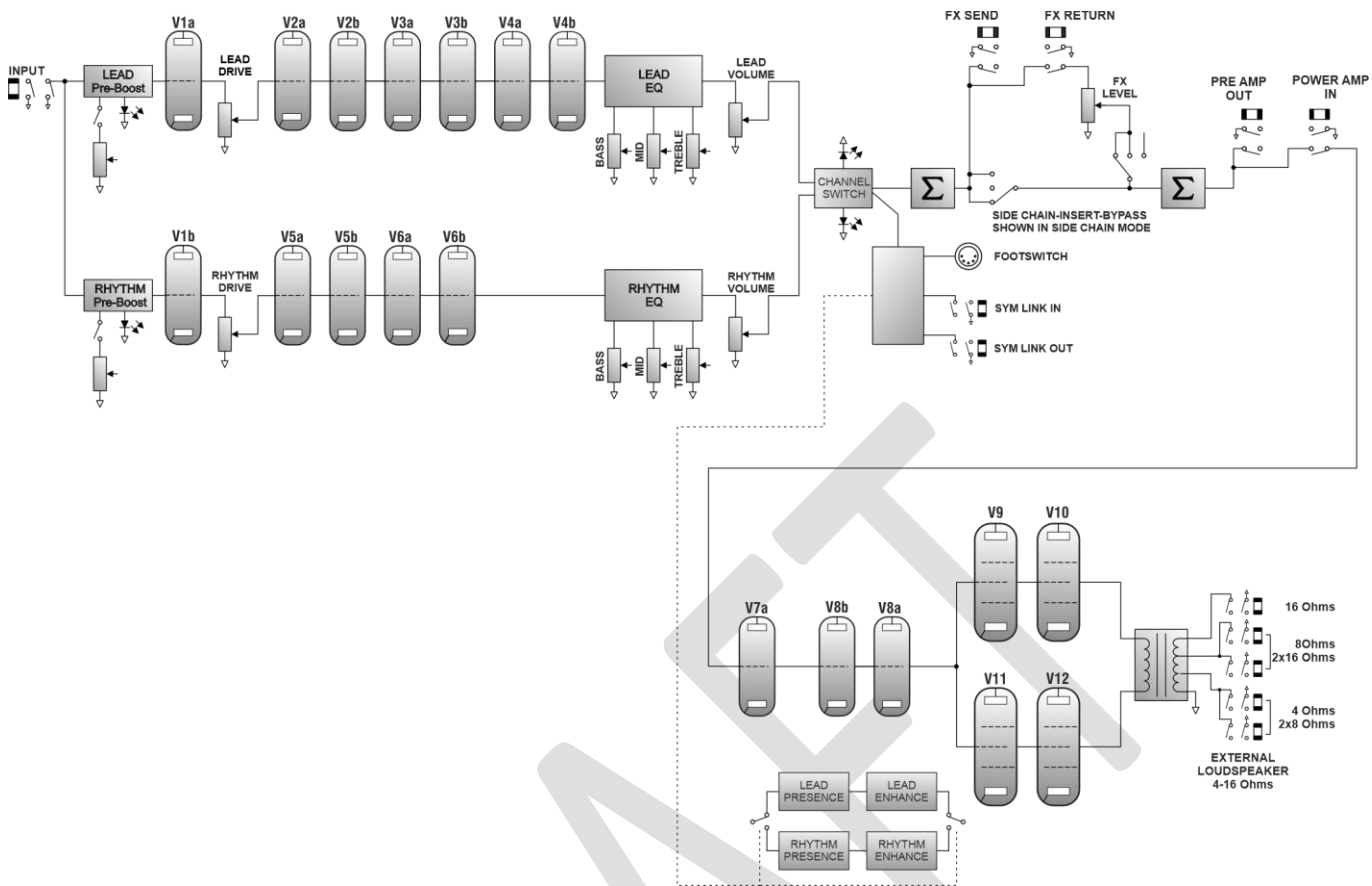 INPUT
LEAD
Pre-Boost
V1a
LEAD
DRIVE
V2a
V2b
V3a
V3b
V4a
V4b
LEAD
EQ
BASS
MID
TREBLE
LEAD
VOLUME
RHYTHM
Pre-Boost
V1b
RHYTHM
DRIVE
V5a
V5b
V6a
V6b
RHYTHM
EQ
BASS
MID
TREBLE
RHYTHM
VOLUME
CHANNEL
SWITCH
Σ
FX SEND
FX RETURN
FX
LEVEL
SIDE CHAIN-INSERT-BYPASS
SHOWN IN SIDE CHAIN MODE
Σ
PRE AMP
OUT
POWER AMP
IN
FOOTSWITCH
SYM LINK IN
SYM LINK OUT
V7a
V8b
V8a
V9
V10
V11
V12
16 Ohms
8Ohms
2x16 Ohms
4 Ohms
2x8 Ohms
EXTERNAL
LOUDSPEAKER
4-16 Ohms
LEAD
PRESENCE
LEAD
ENHANCE
RHYTHM
PRESENCE
RHYTHM
ENHANCE